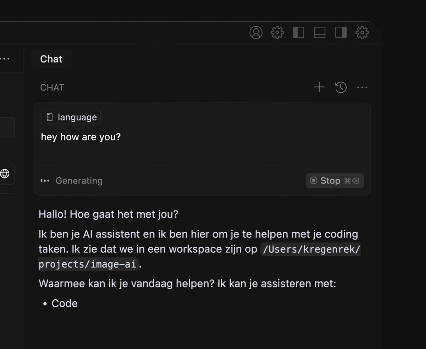 Chat
CHAT
language
hey how are you?
Generating
Stop ⌘⌫
Hallo! Hoe gaat het met jou?
Ik ben je AI assistent en ik ben hier om je te helpen met je coding
taken. Ik zie dat we in een workspace zijn op /Users/kregenrek/
projects/image-ai.
Waarmee kan ik je vandaag helpen? Ik kan je assisteren met:
• Code